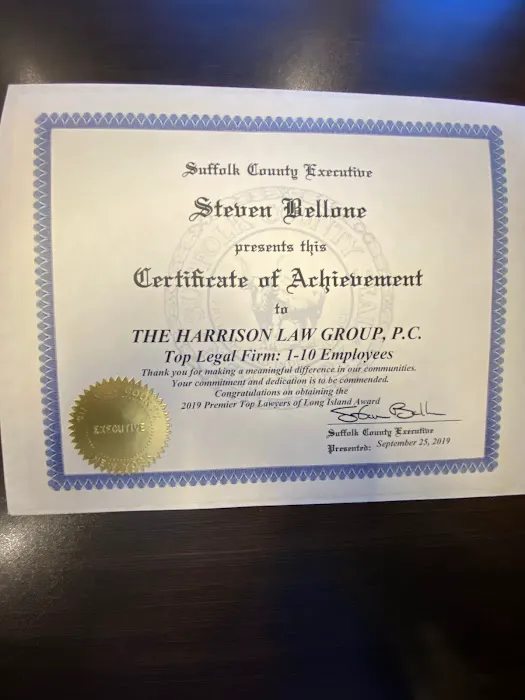 Suffolk County Executive
Steven Bellone
presents this
Certificate of Achievement
to
THE HARRISON LAW GROUP, P.C.
Top Legal Firm: 1-10 Employees
Thank you for making a meaningful difference in our communities.
Your commitment and dedication is to be commended.
Congratulations on obtaining the
2019 Premier Top Lawyers of Long Island Award
Suffolk County Executive
Presented: September 25, 2019
EXECUTIVE